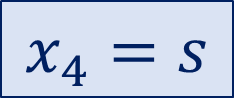 x₄ = s